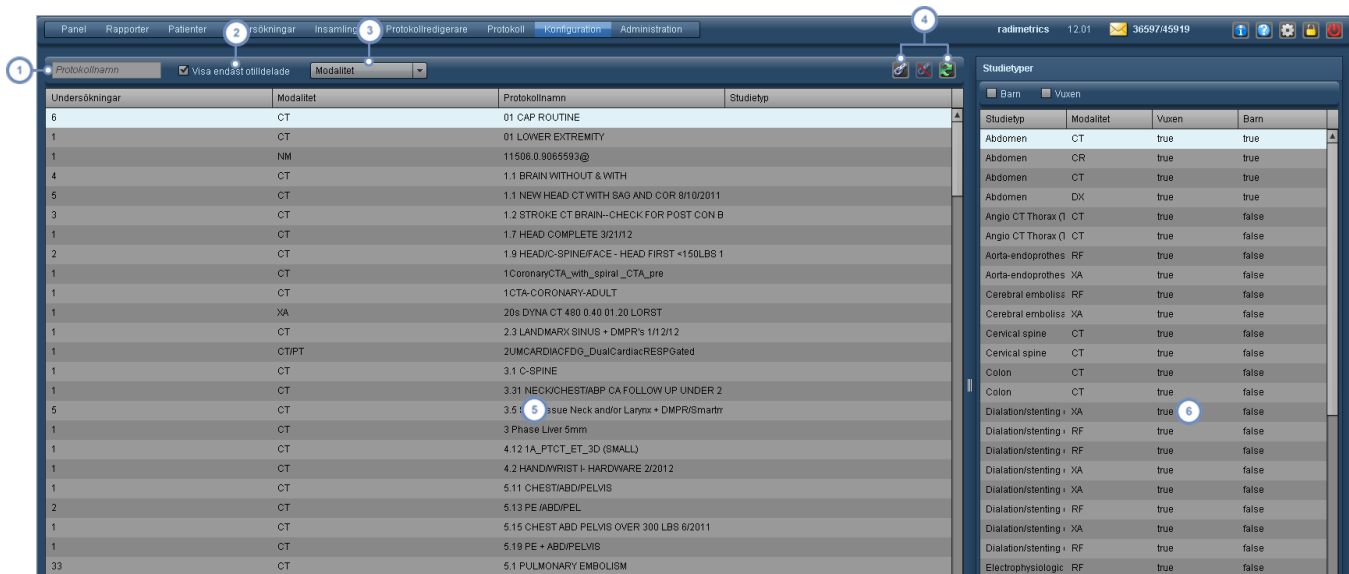 Panel Rapporter Patienter rsökningar Insamling Protokollredigerare Protokoll Konfiguration Administration radimetrics 12.01 36597/45919
1 2 3 4
Protokollnamn Visa endast otilldelade Modalitet
Studietyper
Barn Vuxen
Undersökningar Modalitet Protokollnamn Studietyp
6 CT 01 CAP ROUTINE
1 CT 01 LOWER EXTREMITY
1 NM 11506.0.9065593@
4 CT 1.1 BRAIN WITHOUT & WITH
5 CT 1.1 NEW HEAD CT WITH SAG AND COR 8/10/2011
3 CT 1.2 STROKE CT BRAIN--CHECK FOR POST CON B
1 CT 1.7 HEAD COMPLETE 3/21/12
2 CT 1.9 HEAD/C-SPINE/FACE - HEAD FIRST <150LBS 1
1 CT 1CoronaryCTA_with_spiral _CTA_pre
1 CT 1CTA-CORONARY-ADULT
1 XA 20s DYNA CT 480 0.40 01.20 LORST
1 CT 2.3 LANDMARX SINUS + DMPR's 1/12/12
1 CT/PT 2UMCARDIACFDG_DualCardiacRESPGated
1 CT 3.1 C-SPINE
1 CT 3.31 NECK/CHEST/ABP CA FOLLOW UP UNDER 2
5 CT 3.5 5 ssue Neck and/or Larynx + DMPR/Smartm
1 CT 3 Phase Liver 5mm
1 CT 4.12 1A_PTCT_ET_3D (SMALL)
1 CT 4.2 HAND/WRIST I- HARDWARE 2/2012
1 CT 5.11 CHEST/ABD/PELVIS
2 CT 5.13 PE /ABD/PEL
1 CT 5.15 CHEST ABD PELVIS OVER 300 LBS 6/2011
1 CT 5.19 PE + ABD/PELVIS
33 CT 5.1 PULMONARY EMBOLISM
Studietyp Modalitet Vuxen Barn
Abdomen CT true true
Abdomen CR true true
Abdomen CT true true
Abdomen DX true true
Angio CT Thorax (1 CT true false
Angio CT Thorax (1 CT true false
Aorta-endoprothes RF true false
Aorta-endoprothes XA true false
Cerebral embolisa RF true false
Cerebral embolisa XA true false
Cervical spine CT true false
Cervical spine CT true false
Colon CT true false
Colon CT true false
Dialation/stenting XA true 6 false
Dialation/stenting RF true false
Dialation/stenting RF true false
Dialation/stenting XA true false
Dialation/stenting XA true false
Dialation/stenting RF true false
Dialation/stenting XA true false
Dialation/stenting RF true false
Electrophysiologic RF true false